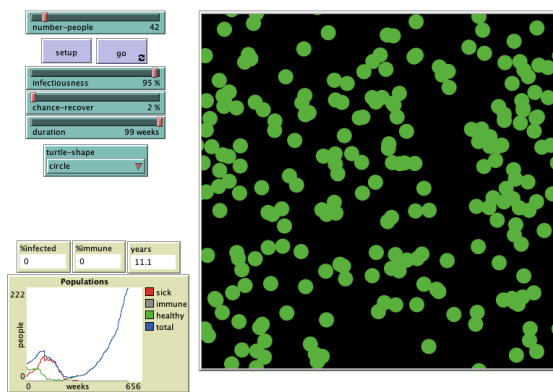 number-people 42
setup
go
infectiousness 95 %
chance-recover 2 %
duration 99 weeks
turtle-shape
circle
%infected
0
%immune
0
years
11.1
Populations
222
people
0
0 weeks 656
sick
immune
healthy
total